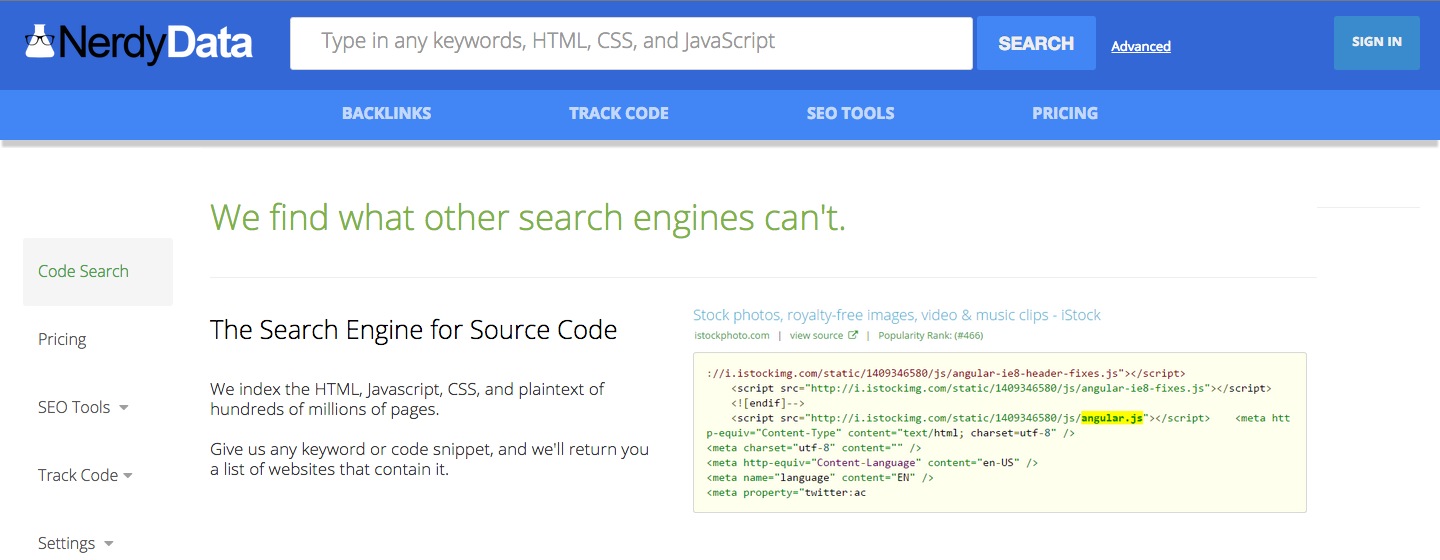 NerdyData
Type in any keywords, HTML, CSS, and JavaScript
SEARCH
Advanced
SIGN IN
BACKLINKS
TRACK CODE
SEO TOOLS
PRICING
We find what other search engines can't.
Code Search
Pricing
SEO Tools
Track Code
Settings
The Search Engine for Source Code
We index the HTML, Javascript, CSS, and plaintext of
hundreds of millions of pages.
Give us any keyword or code snippet, and we'll return you
a list of websites that contain it.
Stock photos, royalty-free images, video & music clips - iStock
istockphoto.com | view source | Popularity Rank: (#466)
://i.istockimg.com/static/1409346580/js/angular-ie8-header-fixes.js"></script>
<script src="http://i.istockimg.com/static/1409346580/js/angular-ie8-fixes.js"></script>
<![endif]-->
<script src="http://i.istockimg.com/static/1409346580/js/angular.js"></script> <meta htt
p-equiv="Content-Type" content="text/html; charset=utf-8" />
<meta charset="utf-8" content="" />
<meta http-equiv="Content-Language" content="en-US" />
<meta name="language" content="EN" />
<meta property="twitter:ac